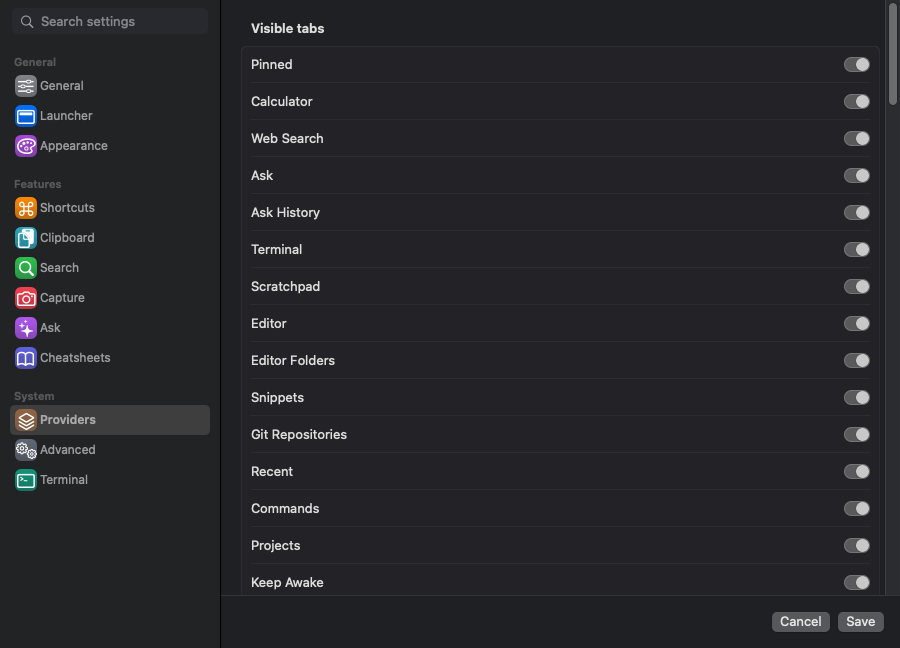 Search settings
General
General
Launcher
Appearance
Features
Shortcuts
Clipboard
Search
Capture
Ask
Cheatsheets
System
Providers
Advanced
Terminal
Visible tabs
Pinned
Calculator
Web Search
Ask
Ask History
Terminal
Scratchpad
Editor
Editor Folders
Snippets
Git Repositories
Recent
Commands
Projects
Keep Awake
Cancel
Save